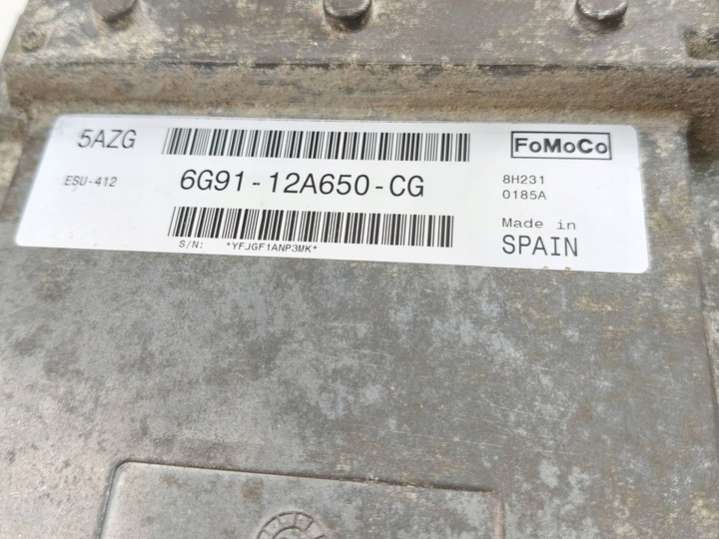 5AZG
FoMoCo
ESU-412
6G91-12A650-CG
8H231
0185A
Made in
SPAIN
S/N: *YFJGF1ANP3MK*